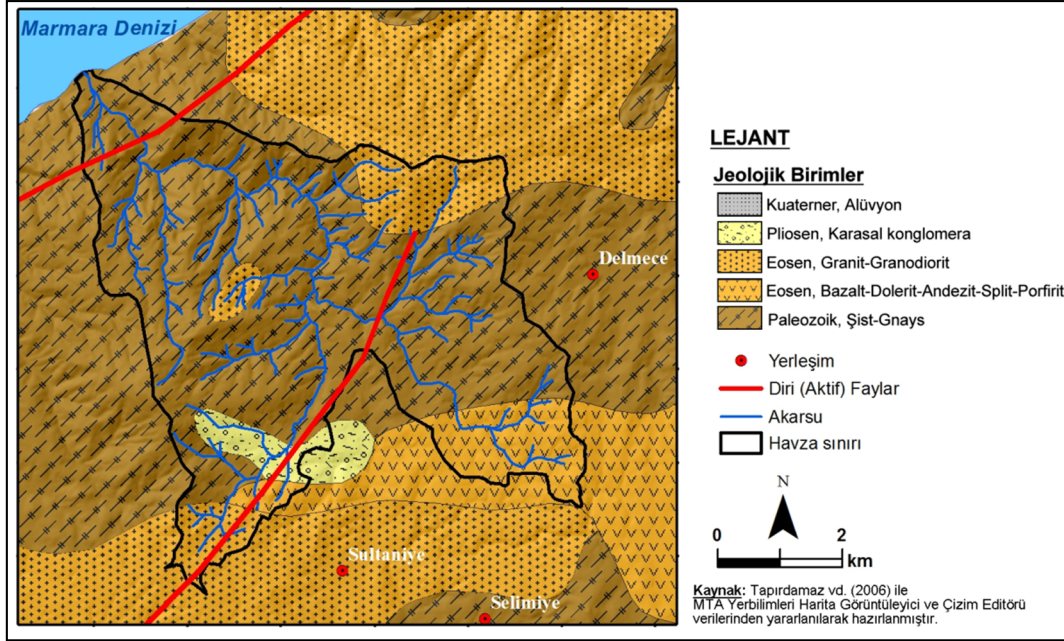 Marmara Denizi
Delmece
Sultaniye
Selimiye
LEJANT
Jeolojik Birimler
Kuaterner, Alüvyon
Pliosen, Karasal konglomera
Eosen, Granit-Granodiorit
Eosen, Bazalt-Dolerit-Andezit-Split-Porfirit
Paleozoik, Şist-Gnays
Yerleşim
Diri (Aktif) Faylar
Akarsu
Havza sınırı
N
0 2
km
Kaynak: Tapırdamaz vd. (2006) ile
MTA Yerbilimleri Harita Görüntüleyici ve Çizim Editörü
verilerinden yararlanılarak hazırlanmıştır.